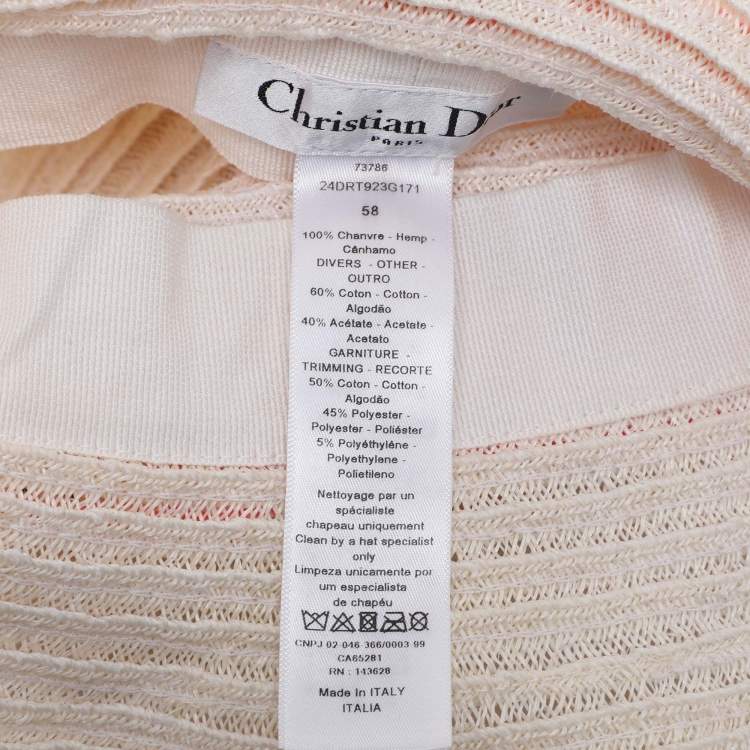 Christian Dior
PARIS
73786
24DRT923G171
58
100% Chanvre - Hemp -
Cânhamo
DIVERS - OTHER -
OUTRO
60% Coton - Cotton -
Algodão
40% Acétate - Acetate -
Acetato
GARNITURE -
TRIMMING - RECORTE
50% Coton - Cotton -
Algodão
45% Polyester -
Polyester - Poliéster
5% Polyéthylène -
Polyethylene -
Polietileno
Nettoyage par un
spécialiste
chapeau uniquement
Clean by a hat specialist
only
Limpeza unicamente por
um especialista
de chapéu
CNPJ 02-046-366/0003-99
CA65281
RN : 143628
Made in ITALY
ITALIA